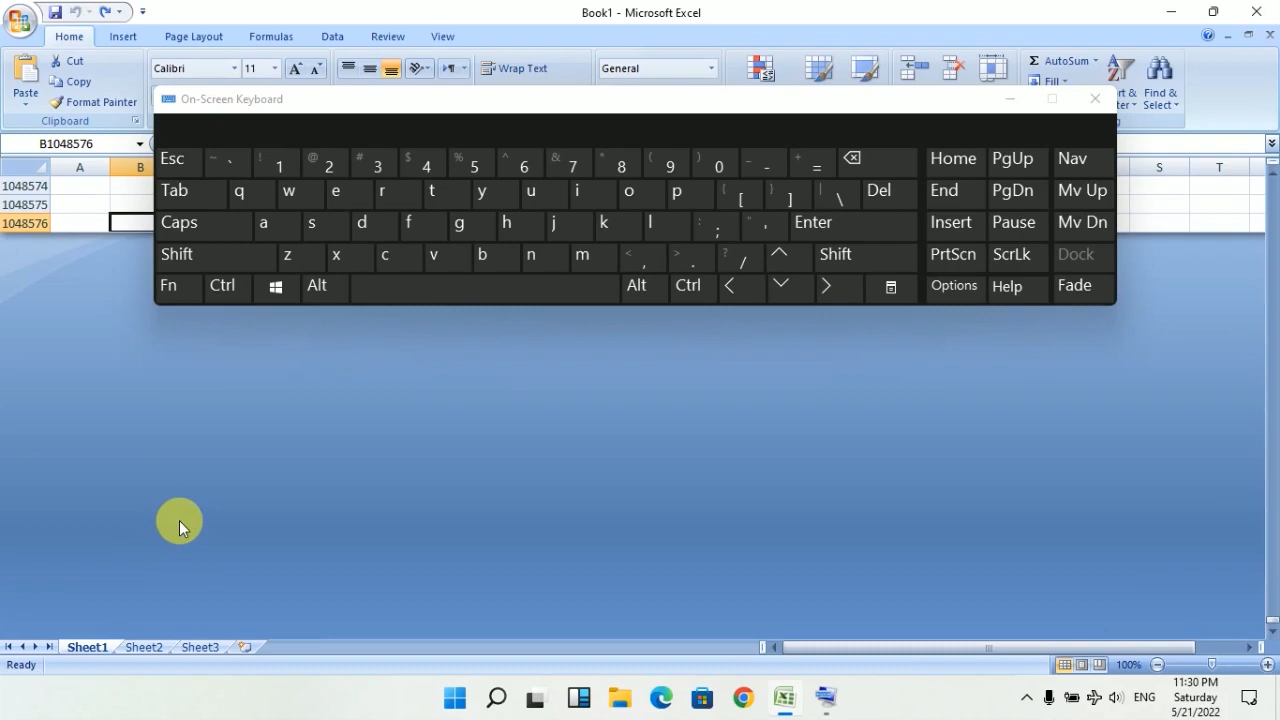 Book1 - Microsoft Excel
Home Insert Page Layout Formulas Data Review View
Paste Cut Copy Format Painter
Clipboard
Calibri 11 A A
Wrap Text
General
Σ AutoSum
Fill
Find & Select
B1048576
On-Screen Keyboard
A B S T
1048574
1048575
1048576
Esc ~ ` ! 1 @ 2 # 3 $ 4 % 5 ^ 6 & 7 * 8 ( 9 ) 0 _ - + = Home PgUp Nav
Tab q w e r t y u i o p { [ } ] | \ Del End PgDn Mv Up
Caps a s d f g h j k l : ; " ' Enter Insert Pause Mv Dn
Shift z x c v b n m < , > . ? / Shift PrtScn ScrLk Dock
Fn Ctrl Alt Alt Ctrl Options Help Fade
Sheet1 Sheet2 Sheet3
Ready 100%
ENG
11:30 PM
Saturday
5/21/2022